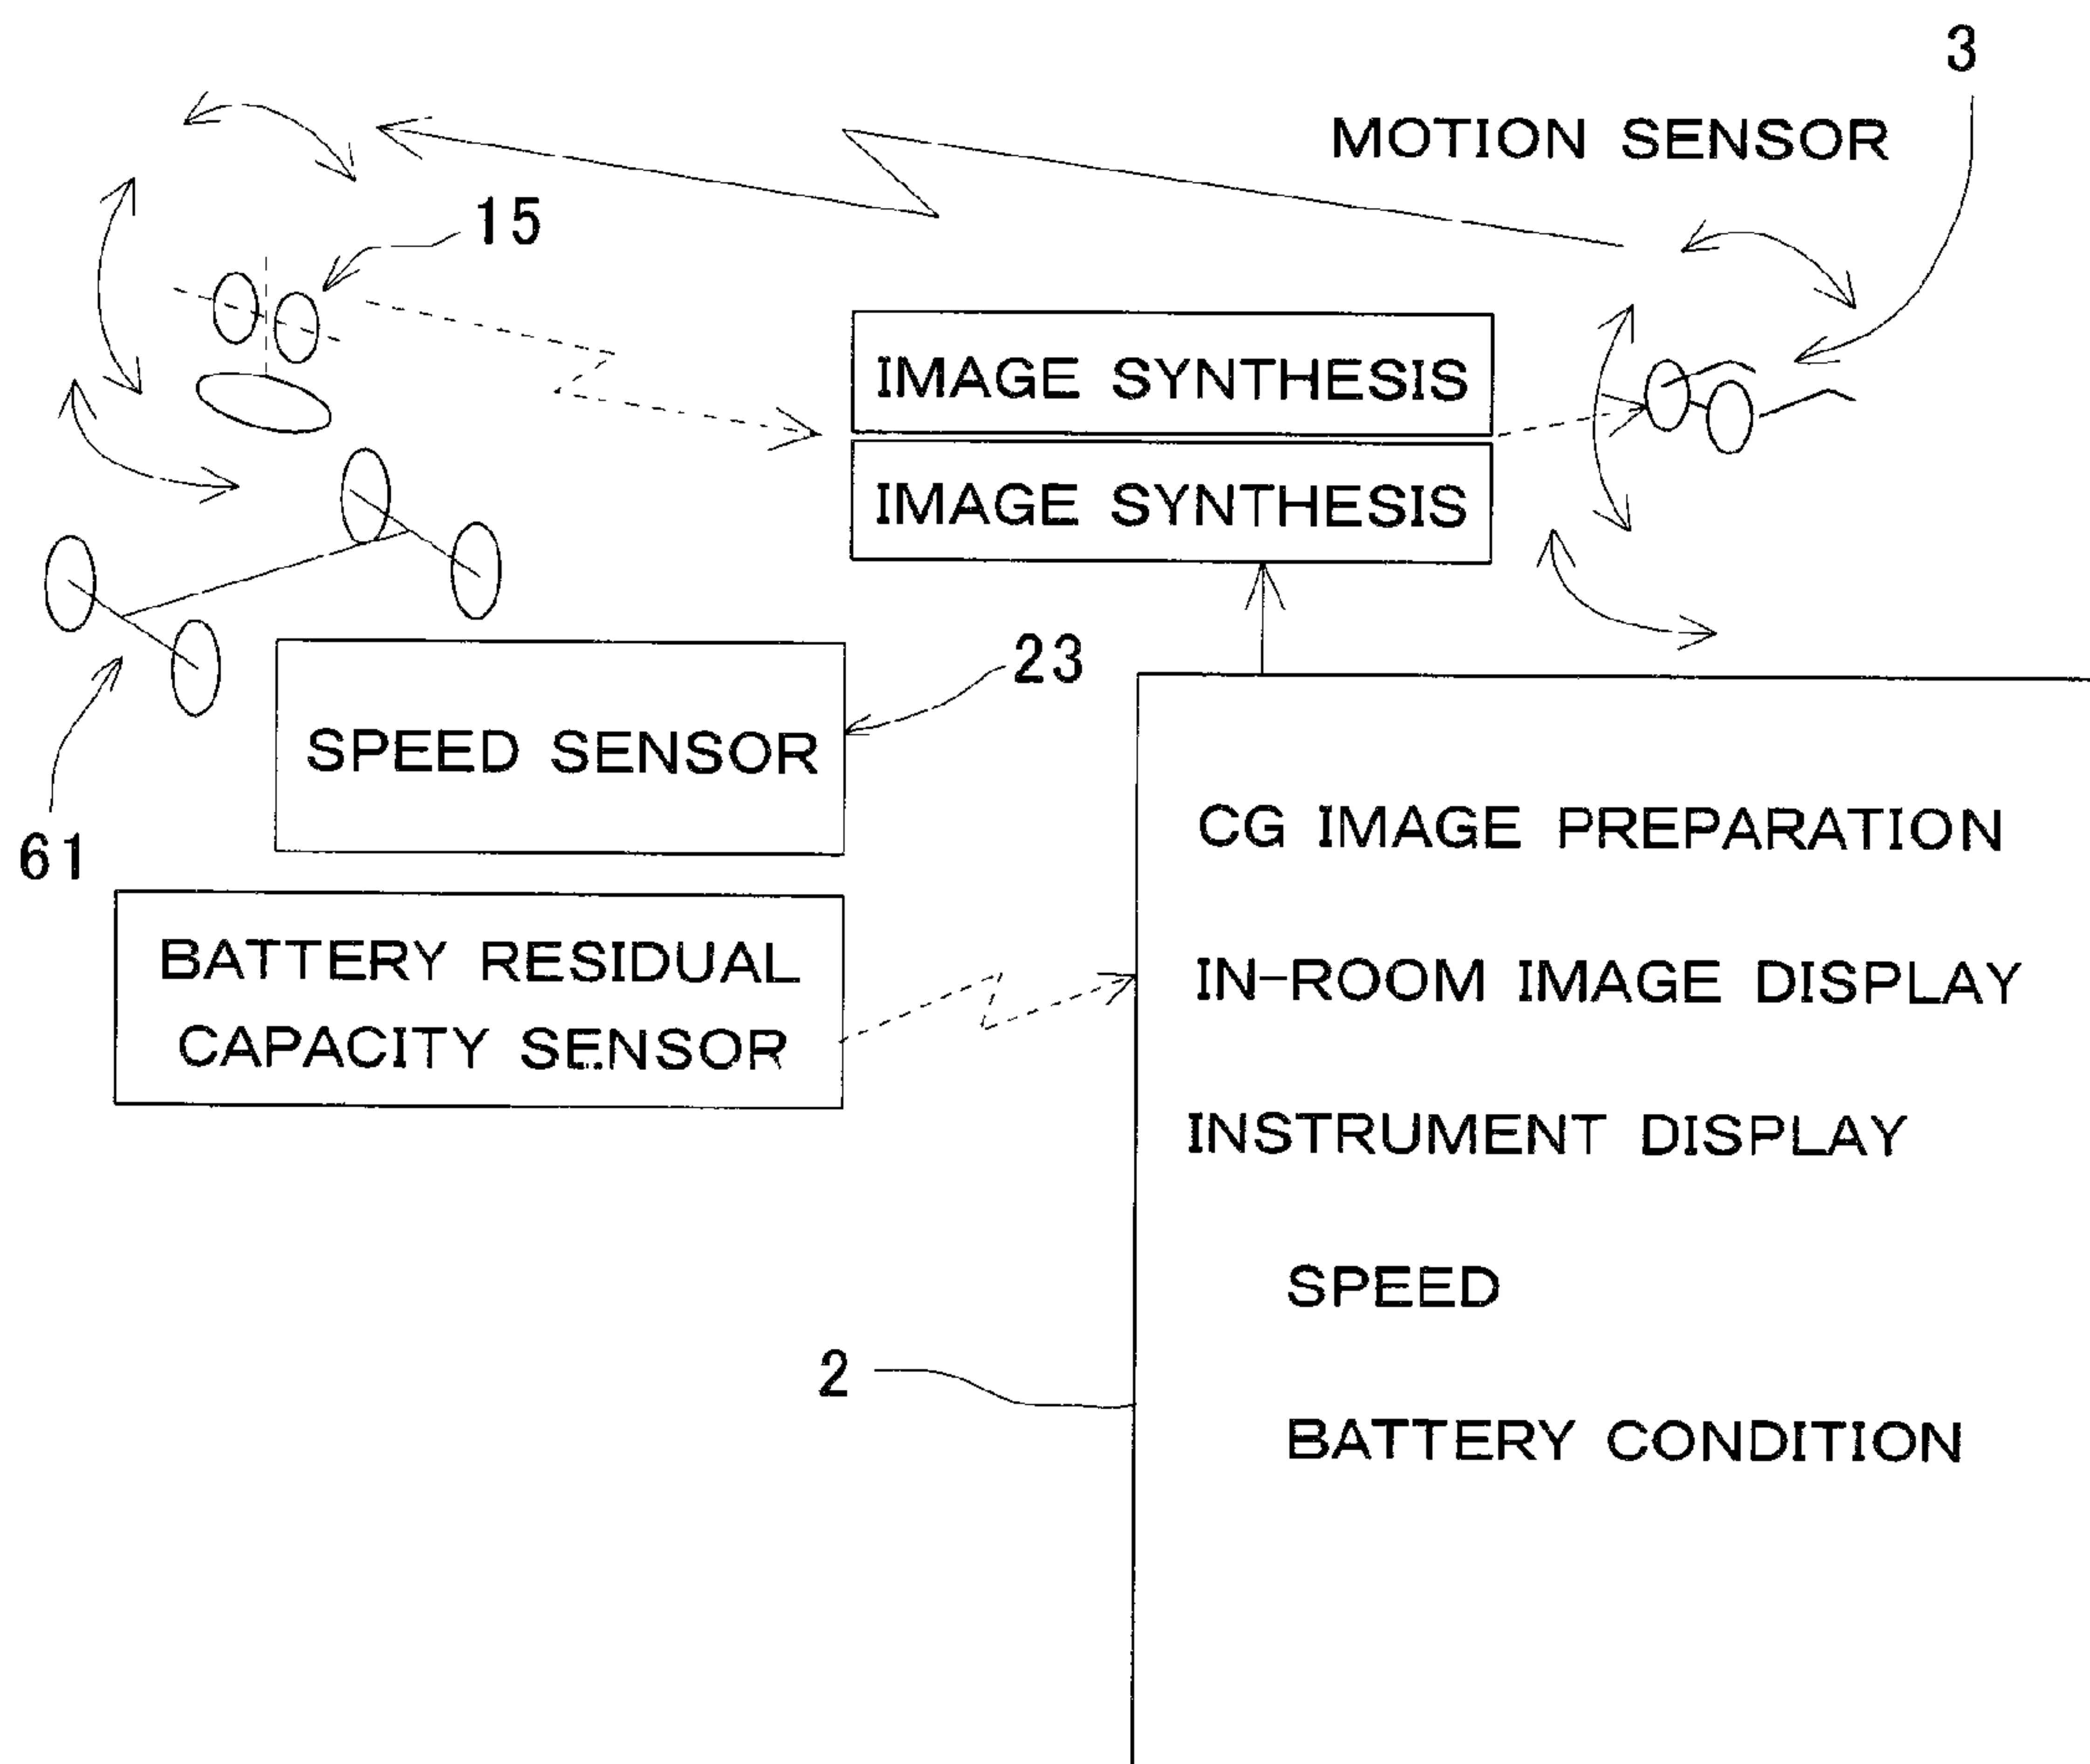 3
MOTION SENSOR
15
IMAGE SYNTHESIS
IMAGE SYNTHESIS
23
SPEED SENSOR
61
CG IMAGE PREPARATION
BATTERY RESIDUAL
CAPACITY SENSOR
IN-ROOM IMAGE DISPLAY
INSTRUMENT DISPLAY
SPEED
2
BATTERY CONDITION